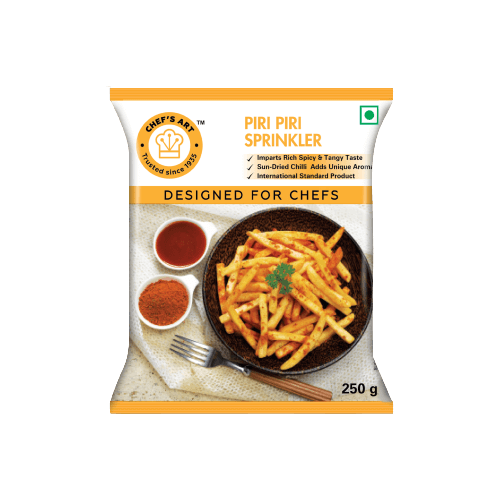 CHEF'S ART
Trusted since 1935
TM
PIRI PIRI
SPRINKLER
✓ Imparts Rich Spicy & Tangy Taste
✓ Sun-Dried Chilli Adds Unique Aroma
✓ International Standard Product
DESIGNED FOR CHEFS
250 g